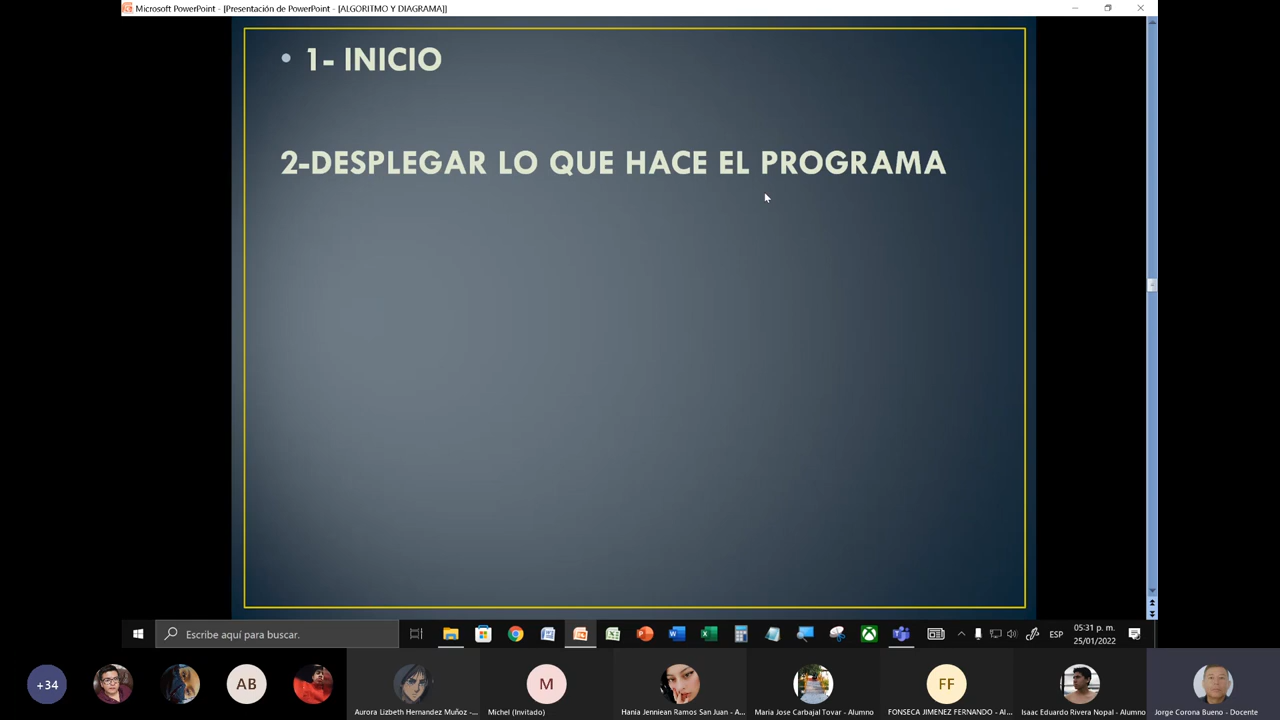 Microsoft PowerPoint - [Presentación de PowerPoint - [ALGORITMO Y DIAGRAMA]]
• 1- INICIO
2-DESPLEGAR LO QUE HACE EL PROGRAMA
Escribe aquí para buscar.
ESP
05:31 p. m.
25/01/2022
+34
AB
M
FF
Aurora Lizbeth Hernandez Muñoz -...
Michel (Invitado)
Hania Jenniean Ramos San Juan - A...
Maria Jose Carbajal Tovar - Alumno
FONSECA JIMENEZ FERNANDO - Al...
Isaac Eduardo Rivera Nopal - Alumno
Jorge Corona Bueno - Docente